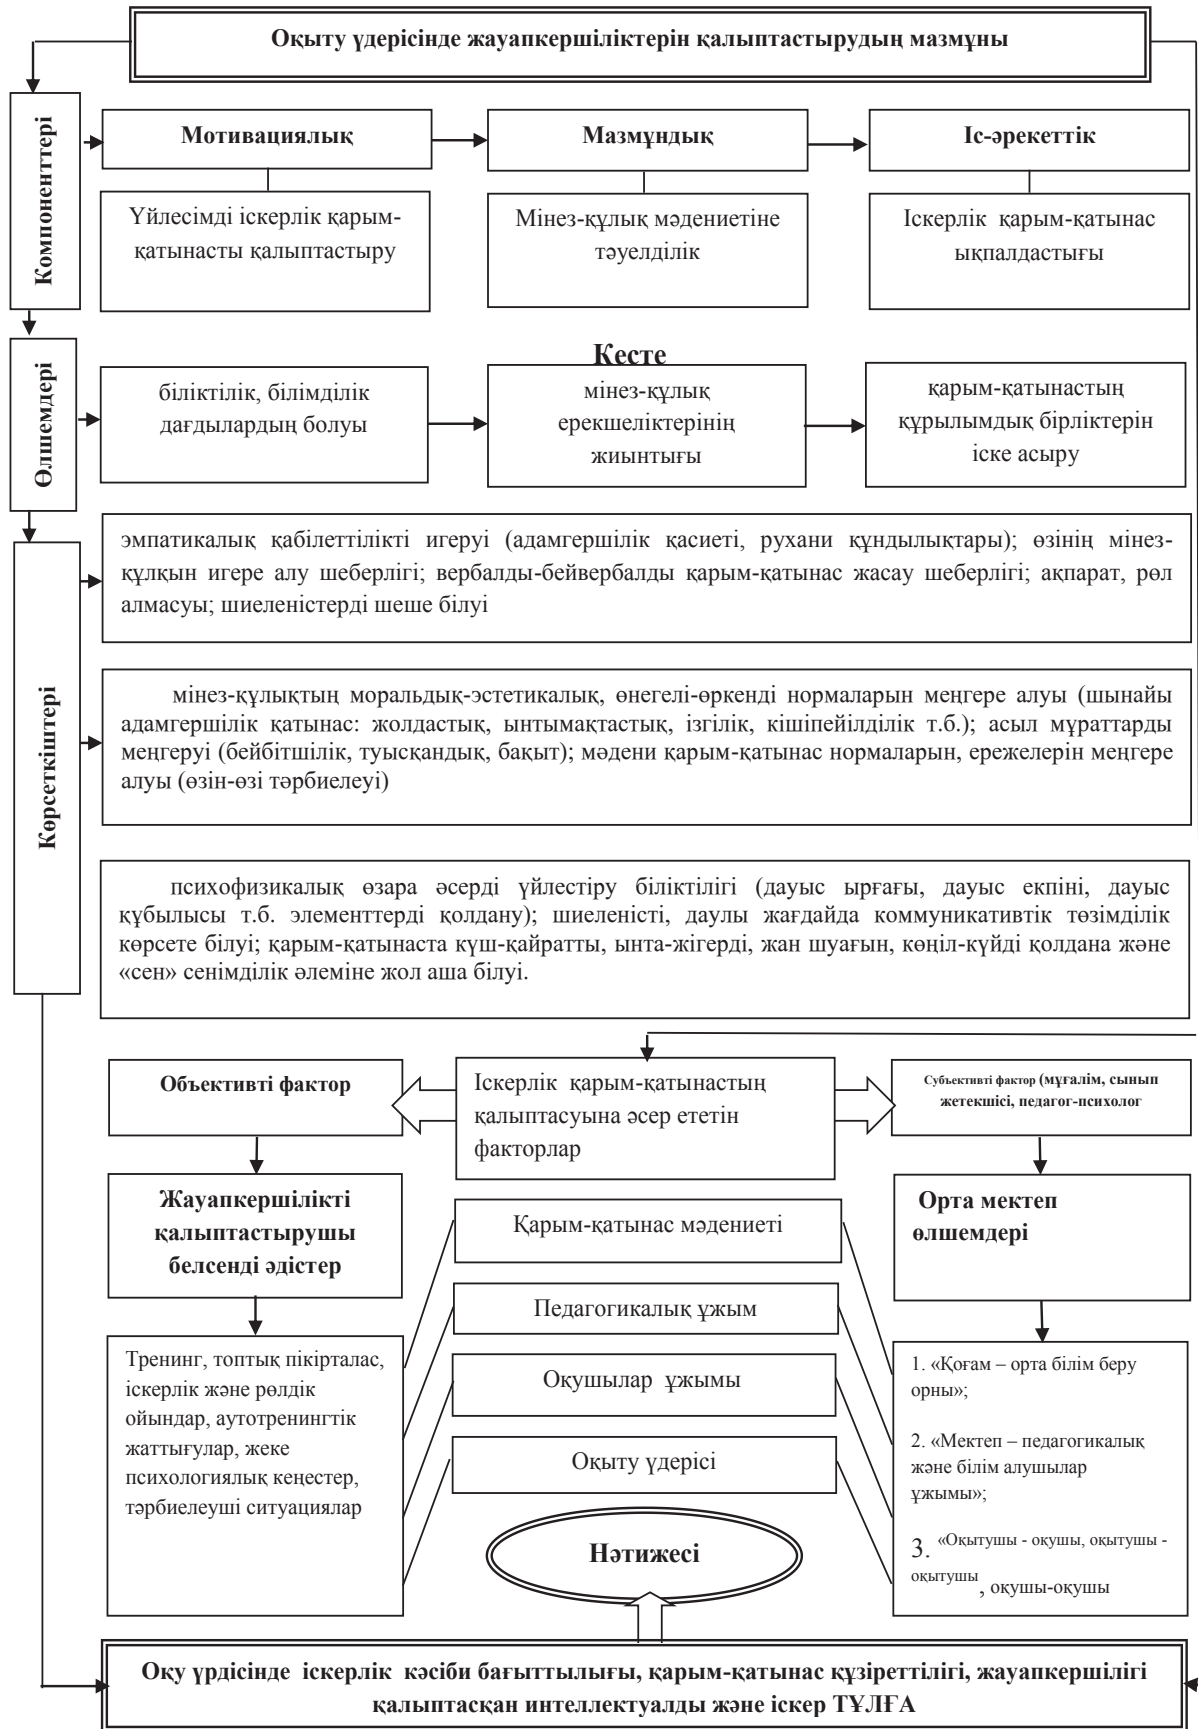 Оқыту үдерісінде жауапкершіліктерін қалыптастырудың мазмұны
Компоненттері
Мотивациялық
Мазмұндық
Іс-әрекеттік
Үйлесімді іскерлік қарым-
қатынасты қалыптастыру
Мінез-құлық мәдениетіне
тәуелділік
Іскерлік қарым-қатынас
ықпалдастығы
Өлшемдері
Кесте
біліктілік, білімділік
дағдылардың болуы
мінез-құлық
ерекшеліктерінің
жиынтығы
қарым-қатынастың
құрылымдық бірліктерін
іске асыру
Көрсеткіштері
эмпатикалық қабілеттілікті игеруі (адамгершілік қасиеті, рухани құндылықтары); өзінің мінез-
құлқын игере алу шеберлігі; вербалды-бейвербалды қарым-қатынас жасау шеберлігі; ақпарат, рөл
алмасуы; шиеленістерді шеше білуі
мінез-құлықтың моральдық-эстетикалық, өнегелі-өркенді нормаларын меңгере алуы (шынайы
адамгершілік қатынас: жолдастық, ынтымақтастық, ізгілік, кішіпейілділік т.б.); асыл мұраттарды
меңгеруі (бейбітшілік, туысқандық, бақыт); мәдени қарым-қатынас нормаларын, ережелерін меңгере
алуы (өзін-өзі тәрбиелеуі)
психофизикалық өзара әсерді үйлестіру біліктілігі (дауыс ырғағы, дауыс екпіні, дауыс
құбылысы т.б. элементтерді қолдану); шиеленісті, даулы жағдайда коммуникативтік төзімділік
көрсете білуі; қарым-қатынаста күш-қайратты, ынта-жігерді, жан шуағын, көңіл-күйді қолдана және
«сен» сенімділік әлеміне жол аша білуі.
Объективті фактор
Іскерлік қарым-қатынастың
қалыптасуына әсер ететін
факторлар
Субъективті фактор (мұғалім, сынып
жетекшісі, педагог-психолог
Жауапкершілікті
қалыптастырушы
белсенді әдістер
Орта мектеп
өлшемдері
Қарым-қатынас мәдениеті
Педагогикалық ұжым
Оқушылар ұжымы
Оқыту үдерісі
Тренинг, топтық пікірталас,
іскерлік және рөлдік
ойындар, аутотренингтік
жаттығулар, жеке
психологиялық кеңестер,
тәрбиелеуші ситуациялар
1. «Қоғам – орта білім беру
орны»;
2. «Мектеп – педагогикалық
және білім алушылар
ұжымы»;
3. «Оқытушы - оқушы, оқытушы -
оқытушы, оқушы-оқушы
Нәтижесі
Оқу үрдісінде іскерлік кәсіби бағыттылығы, қарым-қатынас құзіреттілігі, жауапкершілігі
қалыптасқан интеллектуалды және іскер ТҰЛҒА